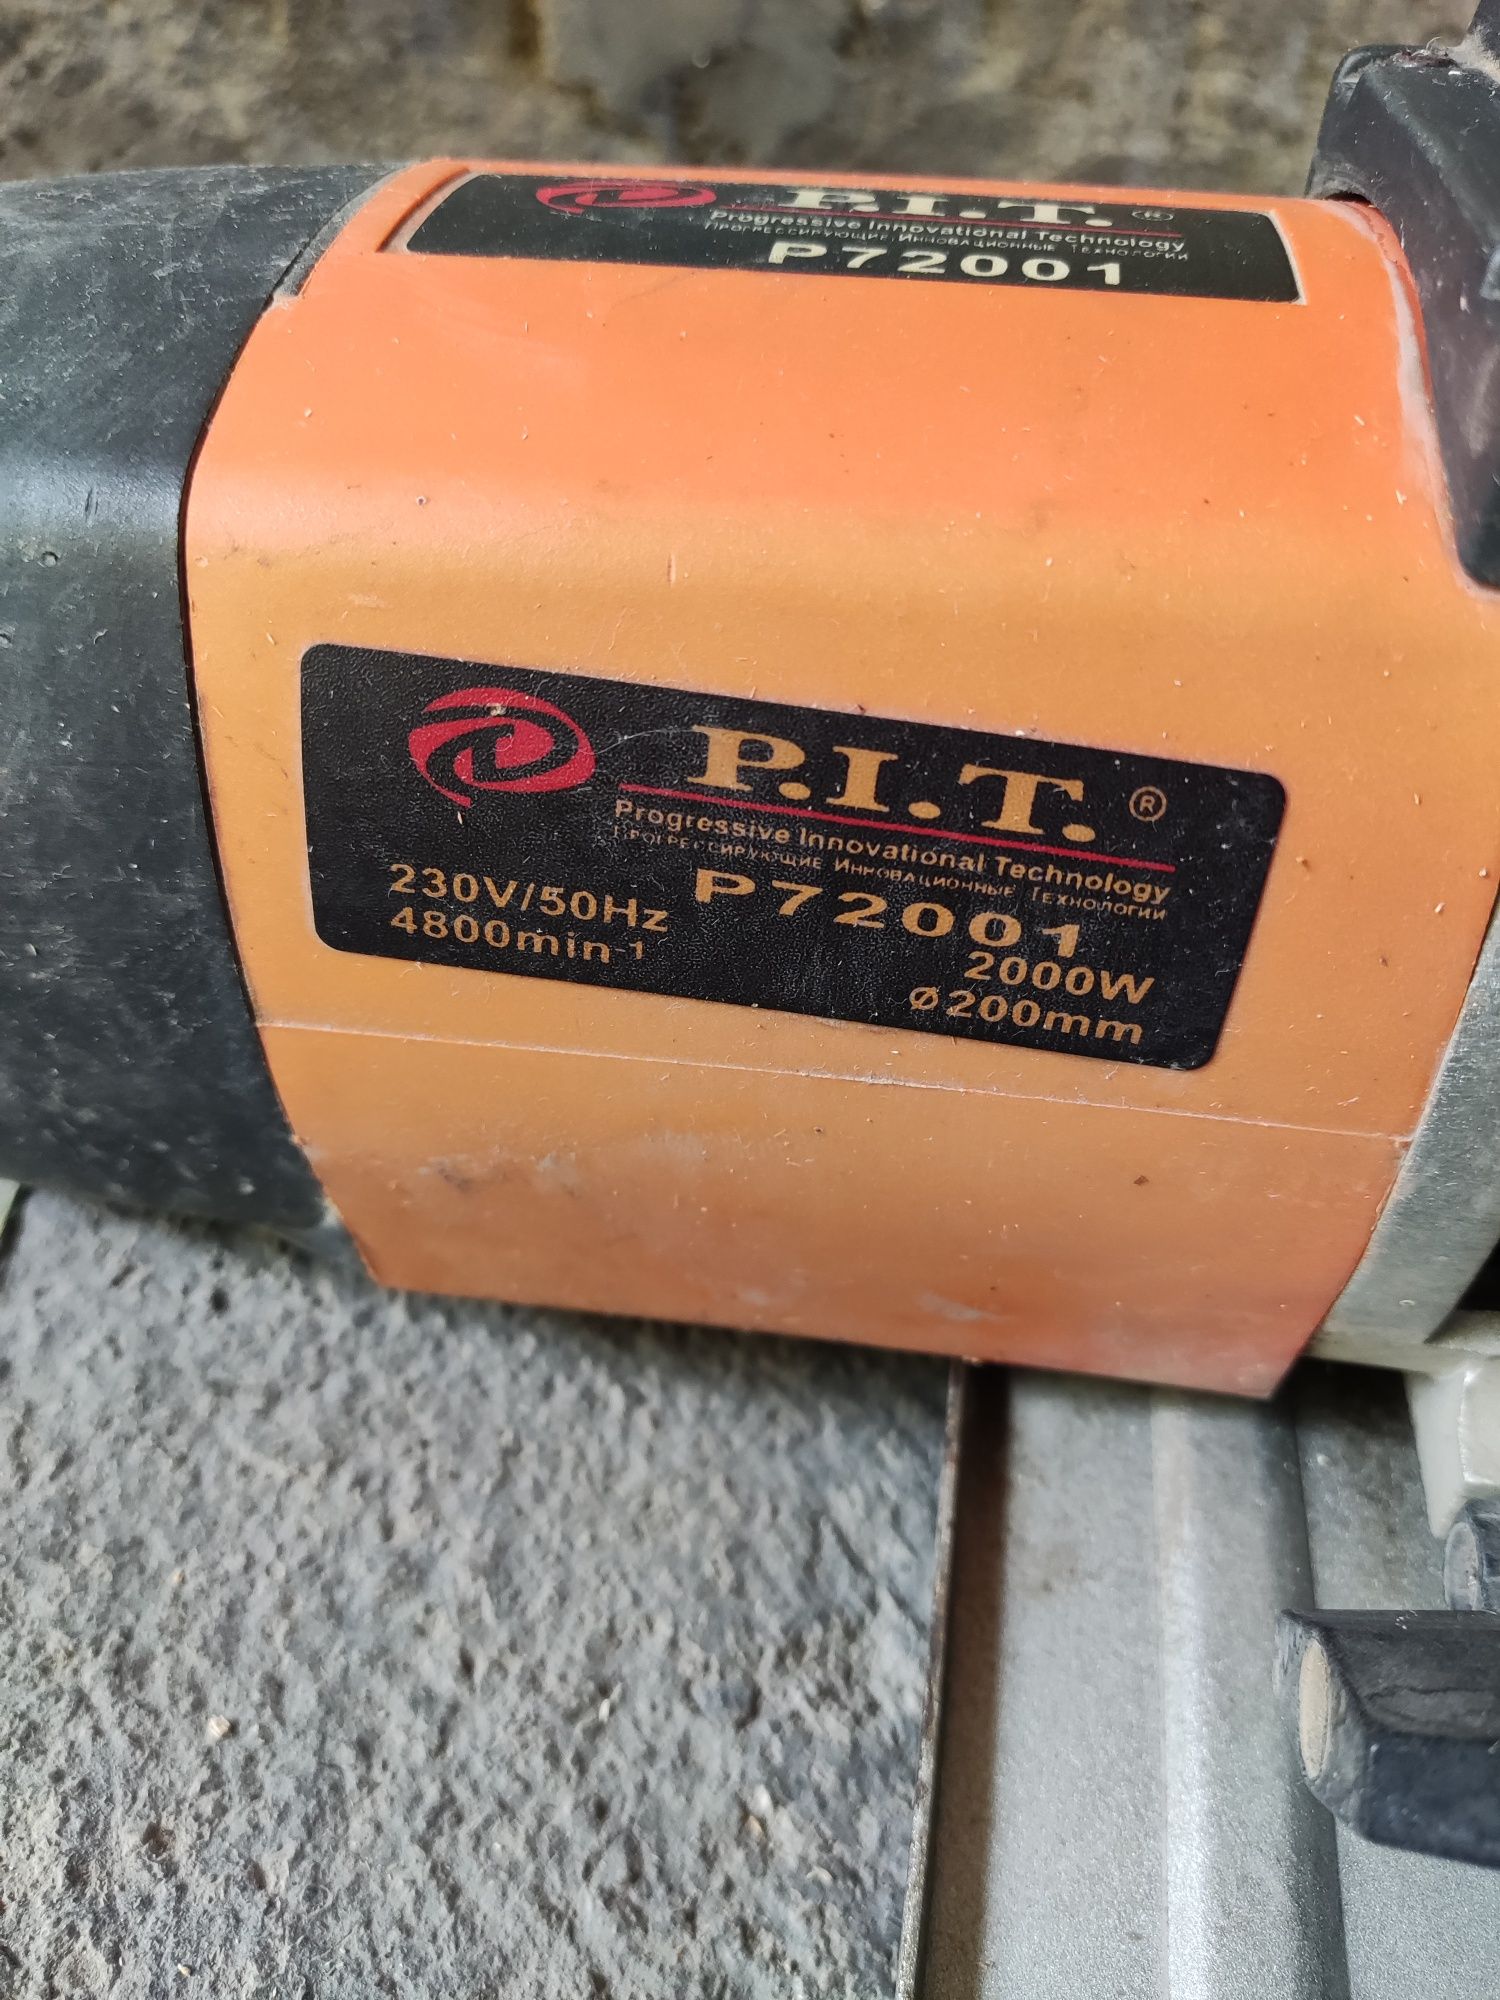 P.I.T.®
Progressive Innovational Technology
Прогрессирующие Инновационные Технологии
P72001
P.I.T.®
Progressive Innovational Technology
Прогрессирующие Инновационные Технологии
P72001
230V/50Hz
2000W
4800min-1
ø200mm